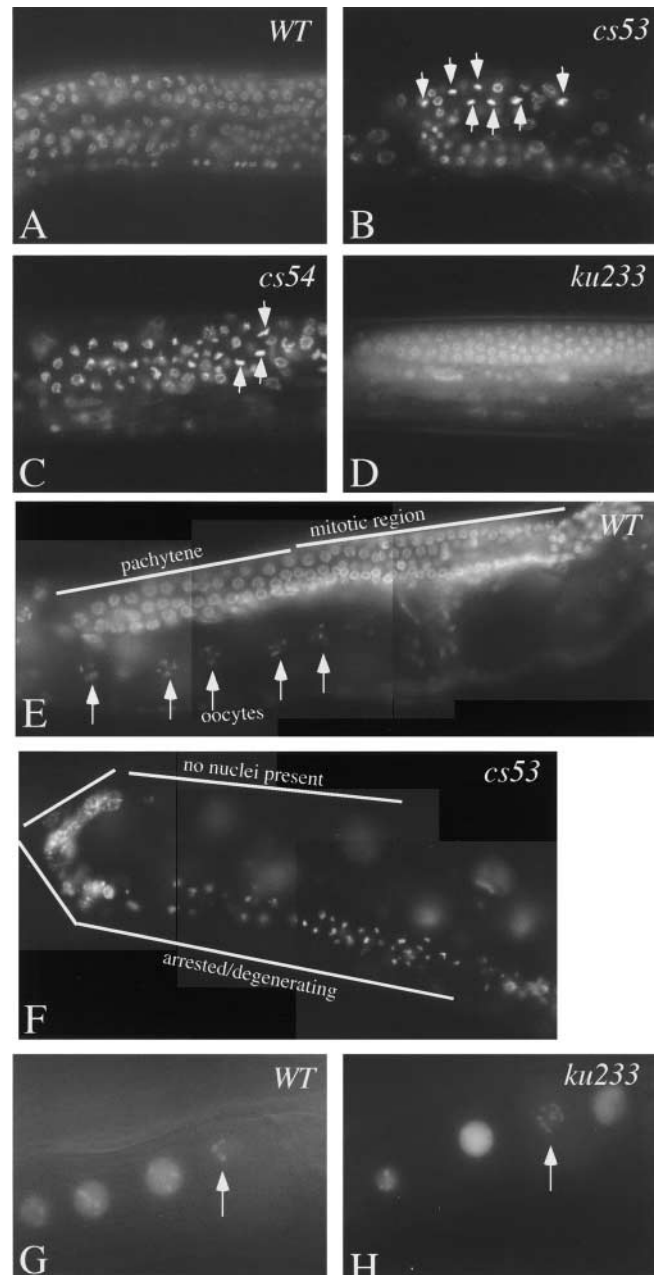 WT
A
cs53
B
cs54
C
ku233
D
WT
pachytene
mitotic region
oocytes
E
cs53
no nuclei present
arrested/degenerating
F
WT
G
ku233
H